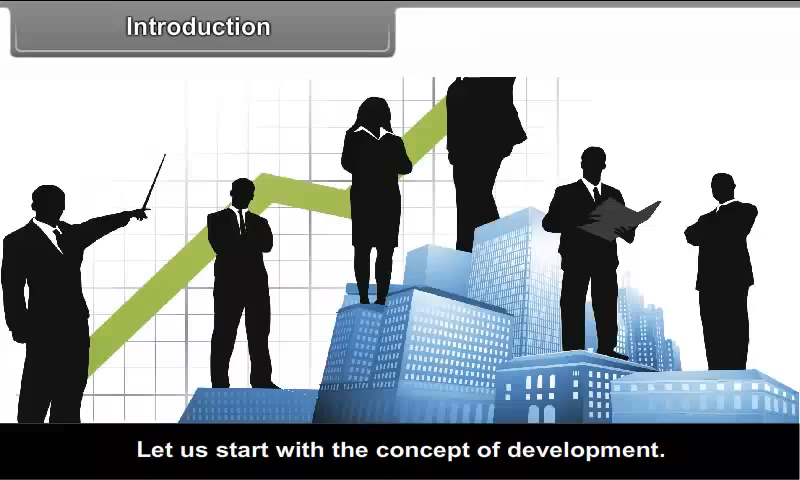 Introduction
Let us start with the concept of development.